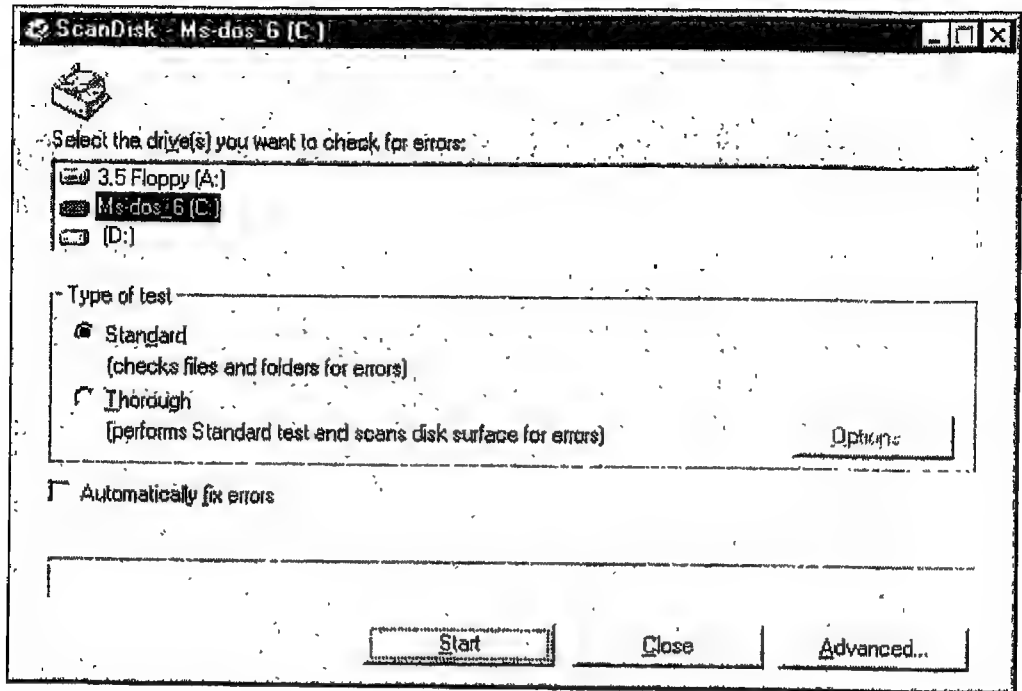 ScanDisk - Ms-dos_6 (C:)
Select the drive(s) you want to check for errors:
3.5 Floppy (A:)
Ms-dos_6 (C:)
(D:)
Type of test
Standard
(checks files and folders for errors)
Thorough
(performs Standard test and scans disk surface for errors)
Options
Automatically fix errors
Start Close Advanced...